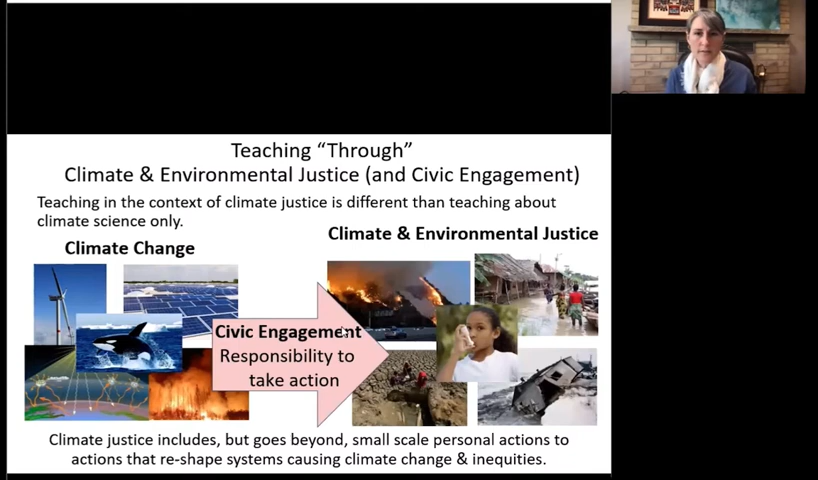 Teaching “Through”
Climate & Environmental Justice (and Civic Engagement)
Teaching in the context of climate justice is different than teaching about
climate science only.
Climate Change
Climate & Environmental Justice
Civic Engagement
Responsibility to
take action
Climate justice includes, but goes beyond, small scale personal actions to
actions that re-shape systems causing climate change & inequities.